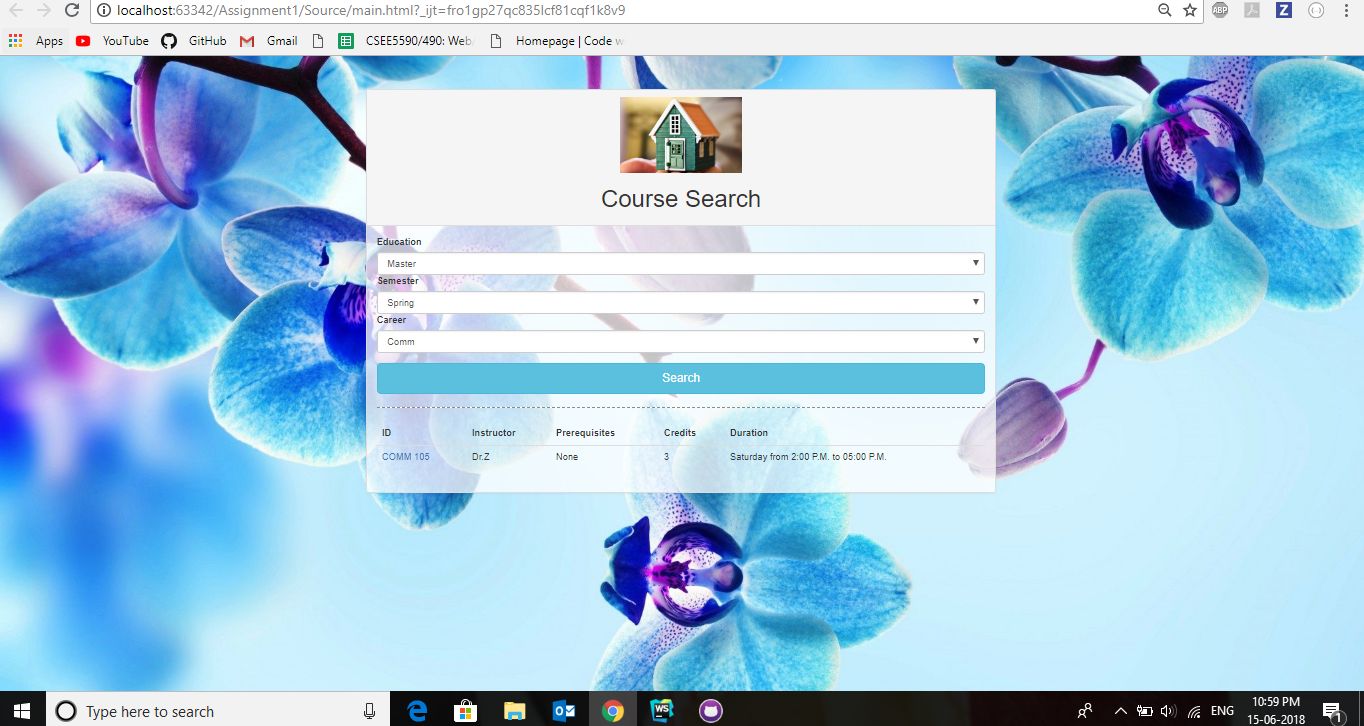 localhost:63342/Assignment1/Source/main.html?_ijt=fro1gp27qc835lcf81cqf1k8v9
ABP
Z
Apps YouTube GitHub Gmail CSEE5590/490: Web Homepage | Code w
Course Search
Education
Master
Semester
Spring
Career
Comm
Search
ID Instructor Prerequisites Credits Duration
COMM 105 Dr.Z None 3 Saturday from 2:00 P.M. to 05:00 P.M.
Type here to search
WS
ENG
10:59 PM
15-06-2018
1